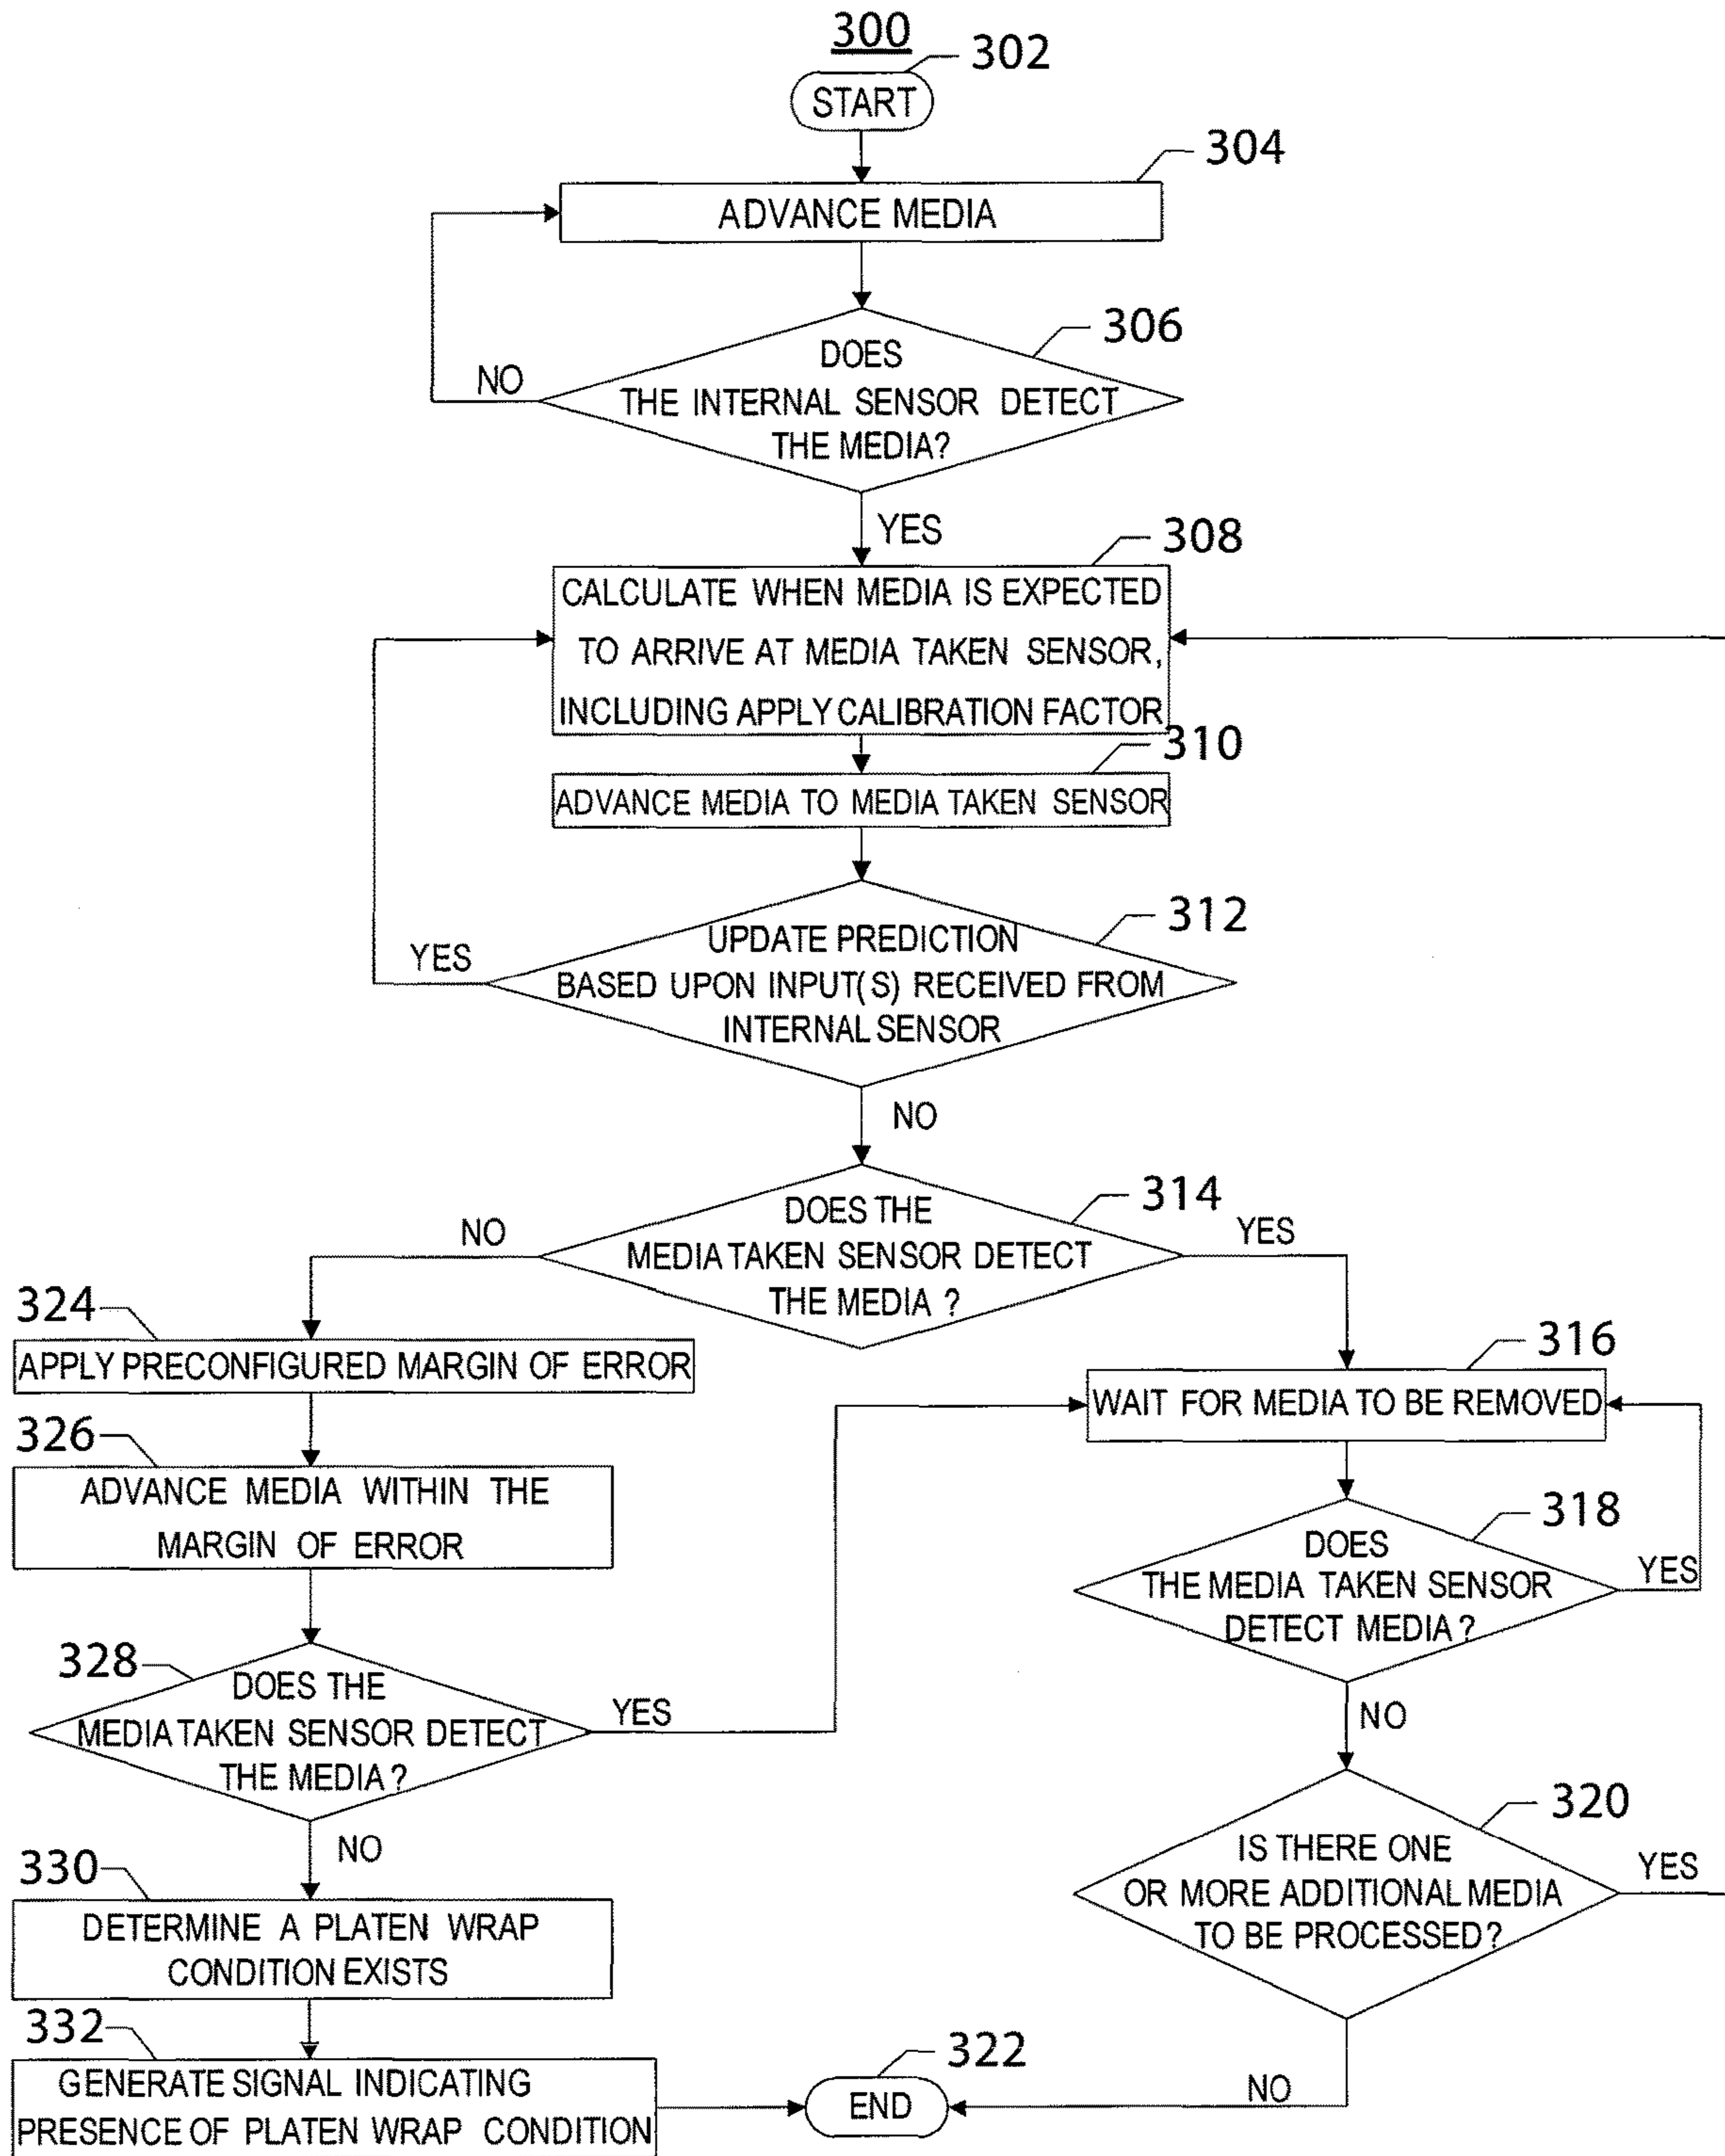 300
302
START
304
ADVANCE MEDIA
306
DOES
THE INTERNAL SENSOR DETECT
THE MEDIA?
NO
YES
308
CALCULATE WHEN MEDIA IS EXPECTED
TO ARRIVE AT MEDIA TAKEN SENSOR,
INCLUDING APPLY CALIBRATION FACTOR
310
ADVANCE MEDIA TO MEDIA TAKEN SENSOR
312
UPDATE PREDICTION
BASED UPON INPUT(S) RECEIVED FROM
INTERNAL SENSOR
YES
NO
314
DOES THE
MEDIA TAKEN SENSOR DETECT
THE MEDIA ?
NO
YES
324
APPLY PRECONFIGURED MARGIN OF ERROR
316
WAIT FOR MEDIA TO BE REMOVED
326
ADVANCE MEDIA WITHIN THE
MARGIN OF ERROR
318
DOES
THE MEDIA TAKEN SENSOR
DETECT MEDIA?
YES
NO
328
DOES THE
MEDIA TAKEN SENSOR DETECT
THE MEDIA?
YES
NO
320
IS THERE ONE
OR MORE ADDITIONAL MEDIA
TO BE PROCESSED?
YES
NO
330
DETERMINE A PLATEN WRAP
CONDITION EXISTS
332
GENERATE SIGNAL INDICATING
PRESENCE OF PLATEN WRAP CONDITION
322
END